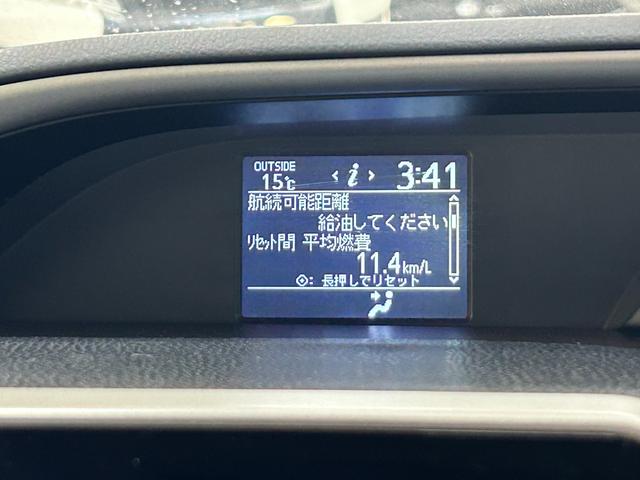 OUTSIDE
15℃ < i > 3:41
航続可能距離
給油してください
ﾘｾｯﾄ間 平均燃費
11.4km/L
◎: 長押しでリセット